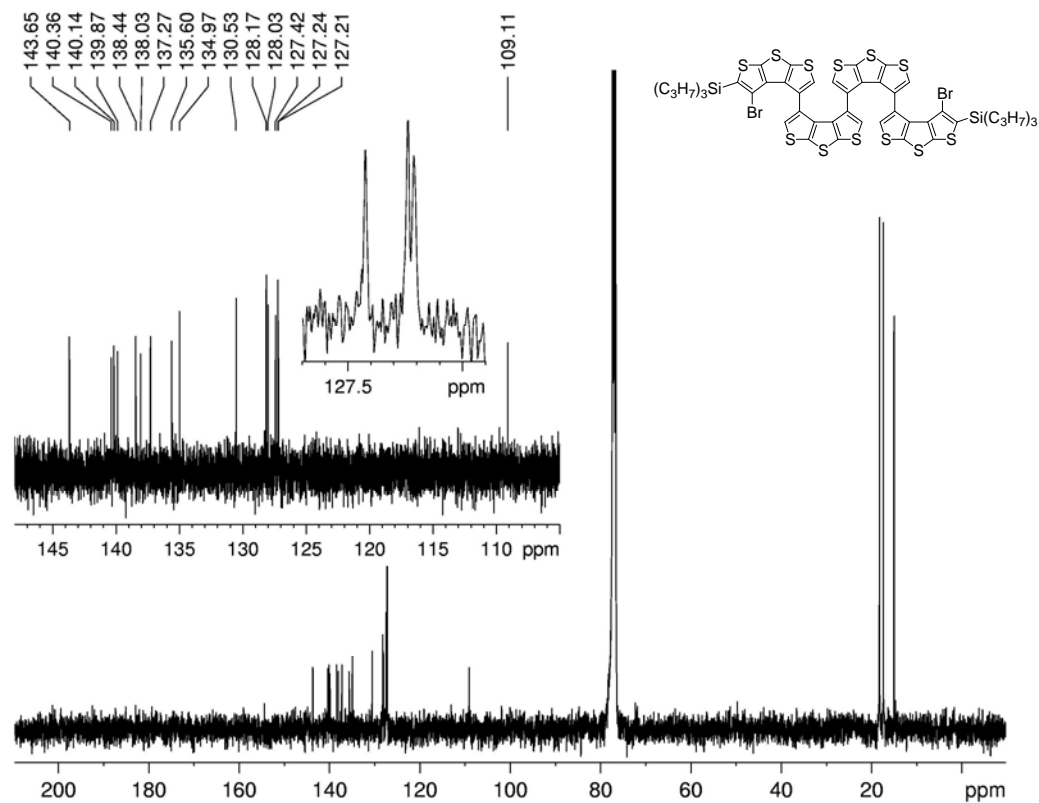 143.65
140.36
140.14
139.87
138.44
138.03
137.27
135.60
134.97
130.53
128.17
128.03
127.42
127.24
127.21
109.11
S S S S S S
(C3H7)3Si Br Br
Si(C3H7)3
S S S S S S
127.5 ppm
145 140 135 130 125 120 115 110 ppm
200 180 160 140 120 100 80 60 40 20 ppm